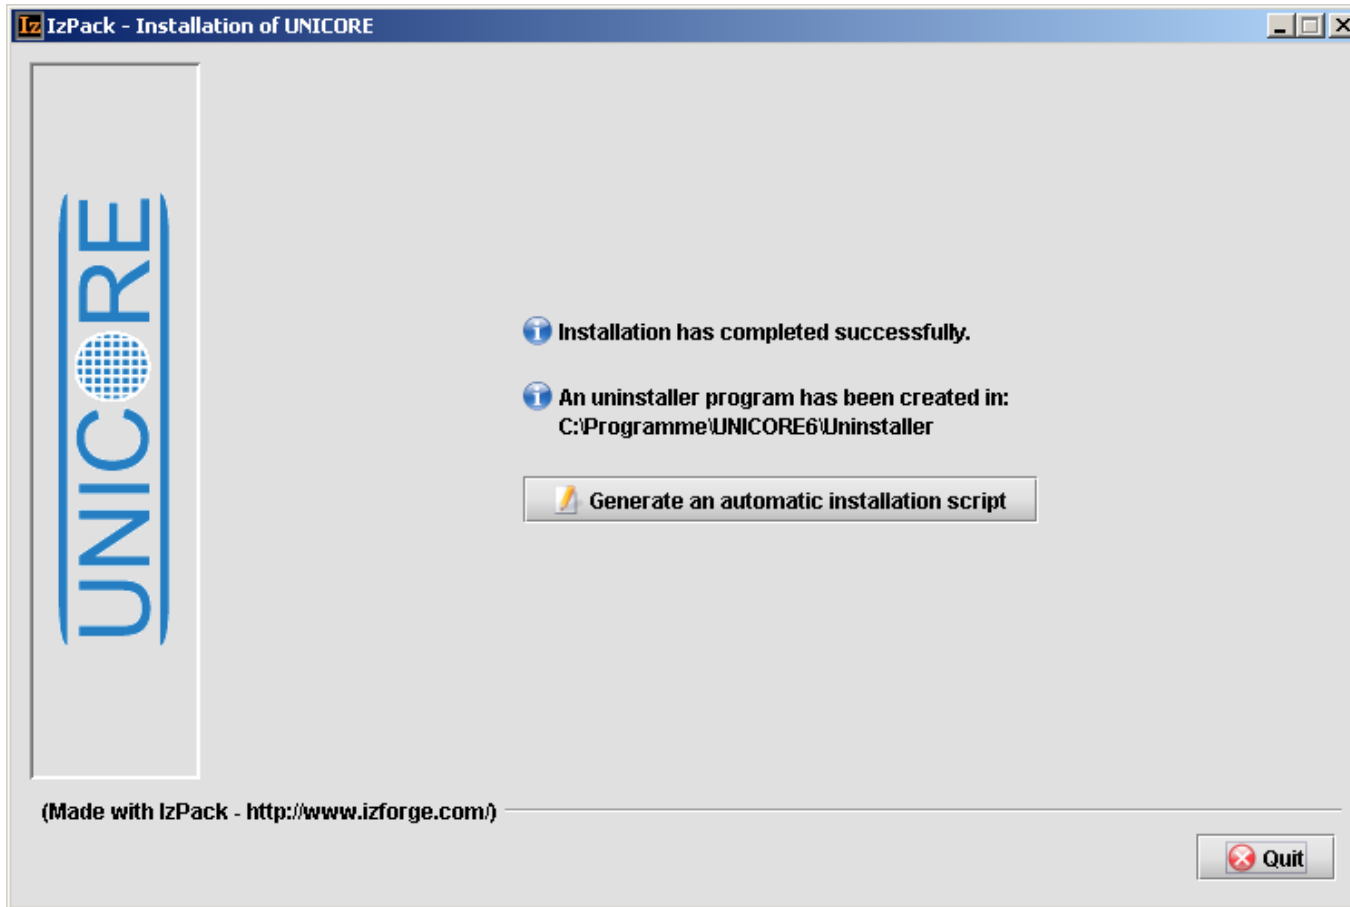 Iz IzPack - Installation of UNICORE
UNICORE
Installation has completed successfully.
An uninstaller program has been created in:
C:\Programme\UNICORE6\Uninstaller
Generate an automatic installation script
(Made with IzPack - http://www.izforge.com/)
Quit